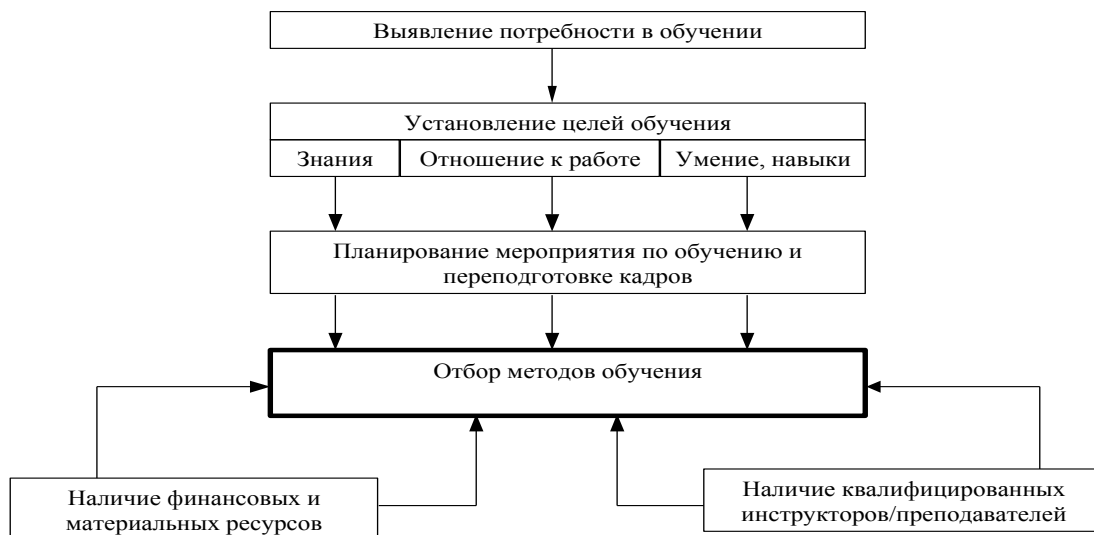 Выявление потребности в обучении
Установление целей обучения
Знания
Отношение к работе
Умение, навыки
Планирование мероприятия по обучению и
переподготовке кадров
Отбор методов обучения
Наличие финансовых и
материальных ресурсов
Наличие квалифицированных
инструкторов/преподавателей